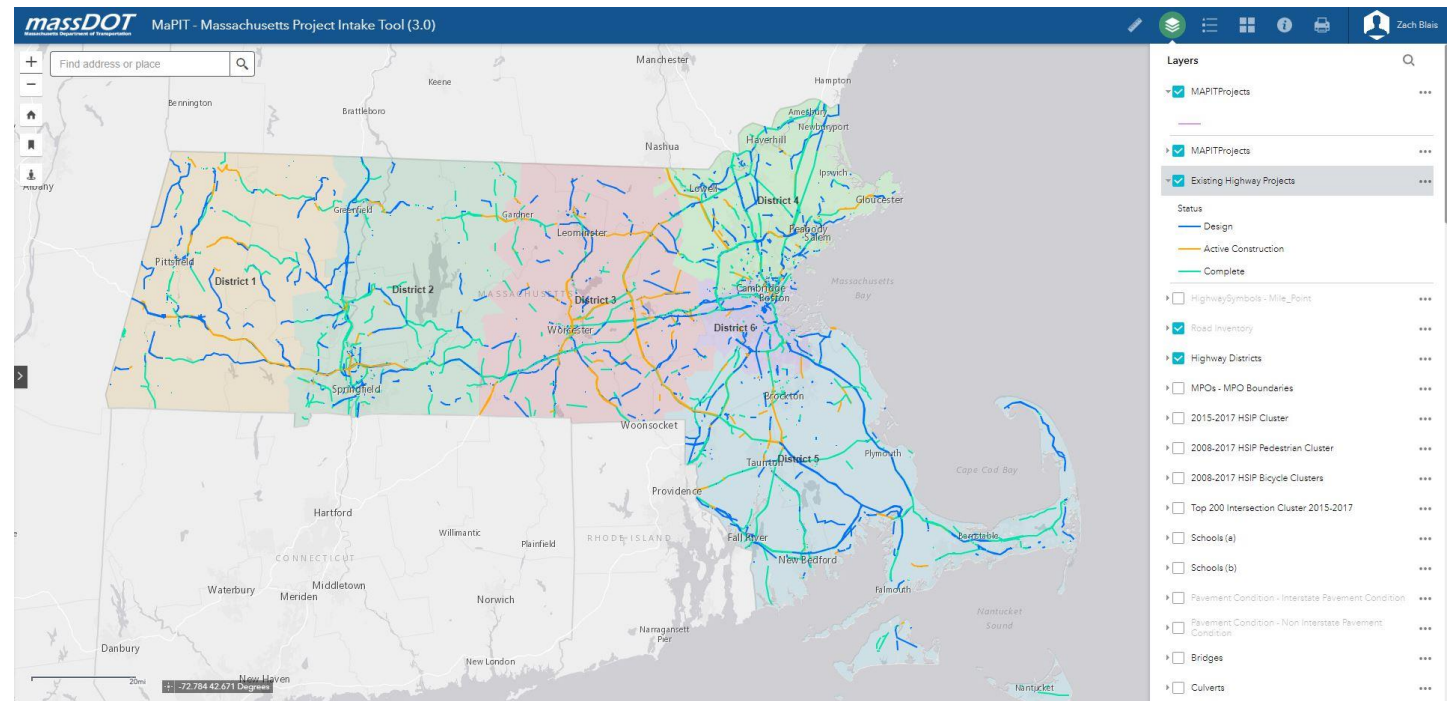 massDOT
Massachusetts Department of Transportation
MaPIT - Massachusetts Project Intake Tool (3.0)
Zach Blais
Find address or place
Layers
MAPITProjects
MAPITProjects
Existing Highway Projects
Status
Design
Active Construction
Complete
HighwaySymbols - Mile_Point
Road Inventory
Highway Districts
MPOs - MPO Boundaries
2015-2017 HSIP Cluster
2008-2017 HSIP Pedestrian Cluster
2008-2017 HSIP Bicycle Clusters
Top 200 Intersection Cluster 2015-2017
Schools (a)
Schools (b)
Pavement Condition - Interstate Pavement Condition
Pavement Condition - Non Interstate Pavement
Condition
Bridges
Culverts
Manchester
Keene
Hampton
Bennington
Brattleboro
Amesbury
Newburyport
Haverhill
Nashua
Ipswich
Albany
Lowell
District 4
Gloucester
Greenfield
Gardner
Leominster
Peabody
Salem
Pittsfield
District 1
District 2
MASSACHUSETTS
District 3
Cambridge
Boston
Massachusetts
Bay
Worcester
District 6
Springfield
Brockton
Woonsocket
Taunton
District 5
Plymouth
Cape Cod Bay
Providence
Hartford
Willimantic
Plainfield
RHODE ISLAND
Fall River
Barnstable
CONNECTICUT
New Bedford
Waterbury
Middletown
Meriden
Norwich
Falmouth
Nantucket
Sound
Narragansett
Pier
Danbury
New London
New Haven
20mi
-72.784 42.671 Degrees
Nantucket